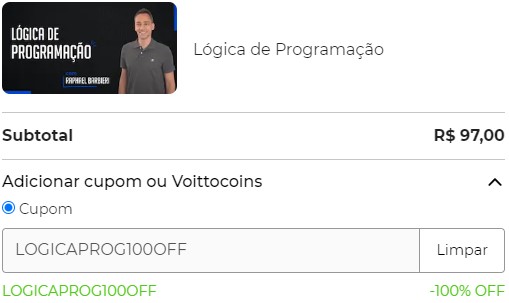 LÓGICA DE
PROGRAMAÇÃO
RAPHAEL BARBIERI
Lógica de Programação
Subtotal R$ 97,00
Adicionar cupom ou Voittocoins
Cupom
LOGICAPROG100OFF Limpar
LOGICAPROG100OFF -100% OFF